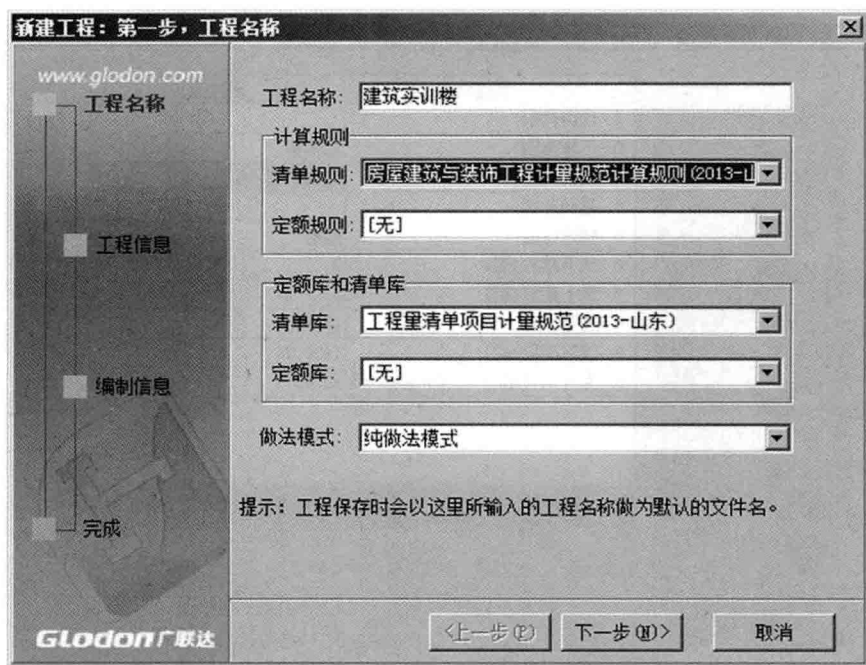 新建工程：第一步，工程名称
www.glodon.com
工程名称
工程信息
编制信息
完成
GLodon广联达
工程名称: 建筑实训楼
计算规则
清单规则: 房屋建筑与装饰工程计量规范计算规则(2013-山
定额规则: [无]
定额库和清单库
清单库: 工程量清单项目计量规范(2013-山东)
定额库: [无]
做法模式: 纯做法模式
提示：工程保存时会以这里所输入的工程名称做为默认的文件名。
<上一步(P) 下一步(N)> 取消